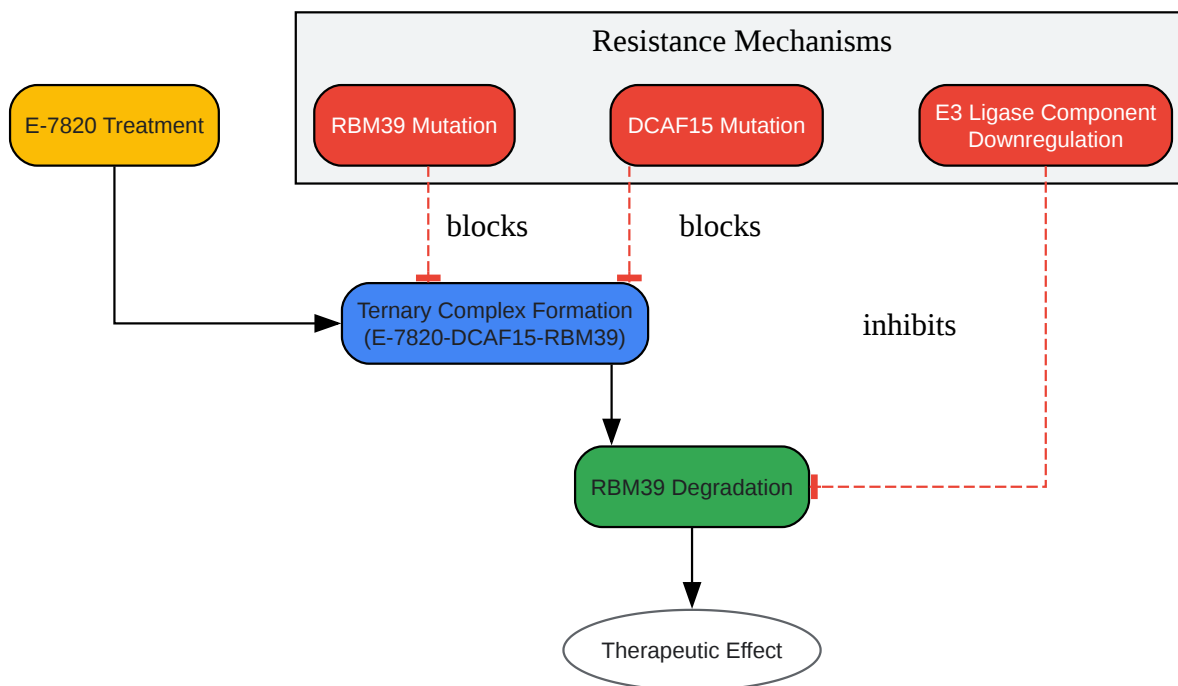 Resistance Mechanisms
E-7820 Treatment
RBM39 Mutation
DCAF15 Mutation
E3 Ligase Component
Downregulation
blocks
blocks
Ternary Complex Formation
(E-7820-DCAF15-RBM39)
inhibits
RBM39 Degradation
Therapeutic Effect